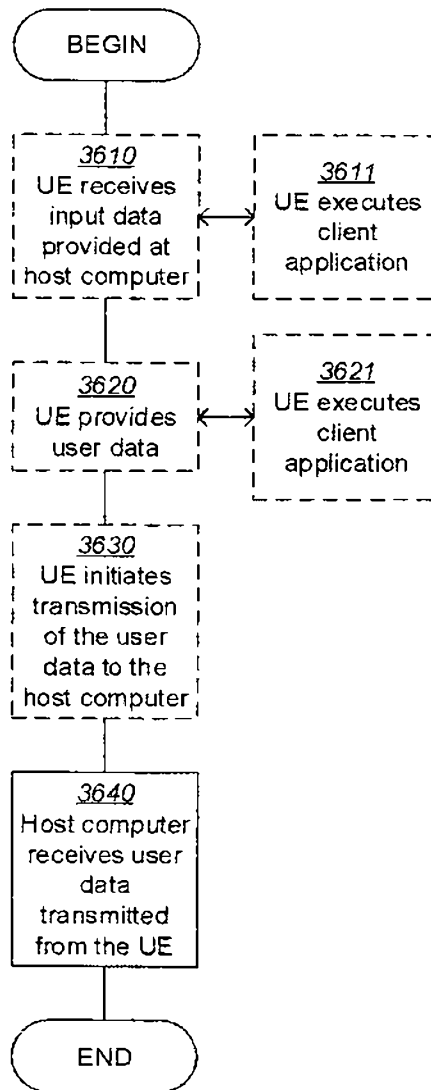 BEGIN
3610
UE receives
input data
provided at
host computer
3611
UE executes
client
application
3620
UE provides
user data
3621
UE executes
client
application
3630
UE initiates
transmission
of the user
data to the
host computer
3640
Host computer
receives user
data
transmitted
from the UE
END